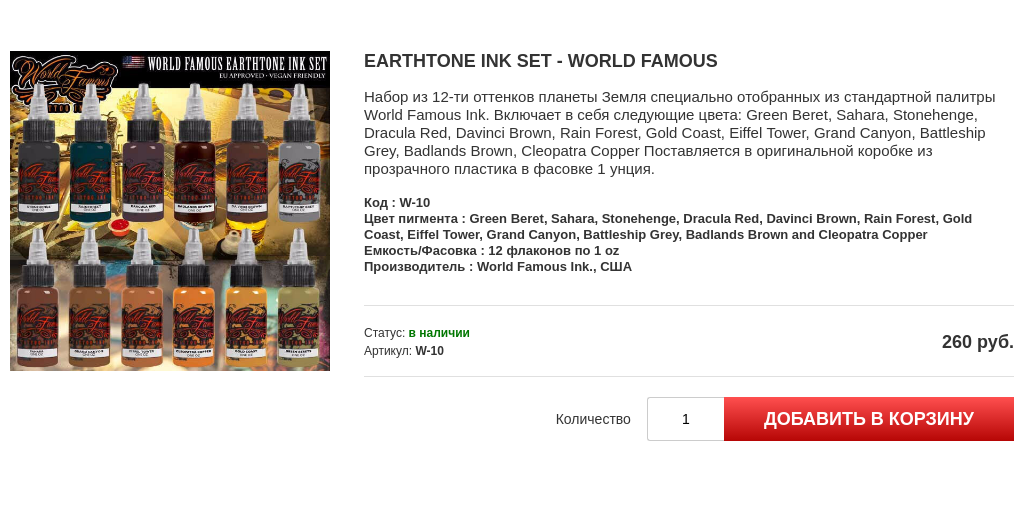 World Famous
TATTOO INK
WORLD FAMOUS EARTHTONE INK SET
EU APPROVED · VEGAN FRIENDLY
EARTHTONE INK SET - WORLD FAMOUS
Набор из 12-ти оттенков планеты Земля специально отобранных из стандартной палитры
World Famous Ink. Включает в себя следующие цвета: Green Beret, Sahara, Stonehenge,
Dracula Red, Davinci Brown, Rain Forest, Gold Coast, Eiffel Tower, Grand Canyon, Battleship
Grey, Badlands Brown, Cleopatra Copper Поставляется в оригинальной коробке из
прозрачного пластика в фасовке 1 унция.
Код : W-10
Цвет пигмента : Green Beret, Sahara, Stonehenge, Dracula Red, Davinci Brown, Rain Forest, Gold
Coast, Eiffel Tower, Grand Canyon, Battleship Grey, Badlands Brown and Cleopatra Copper
Емкость/Фасовка : 12 флаконов по 1 oz
Производитель : World Famous Ink., США
Статус: в наличии
Артикул: W-10
260 руб.
Количество
1
ДОБАВИТЬ В КОРЗИНУ